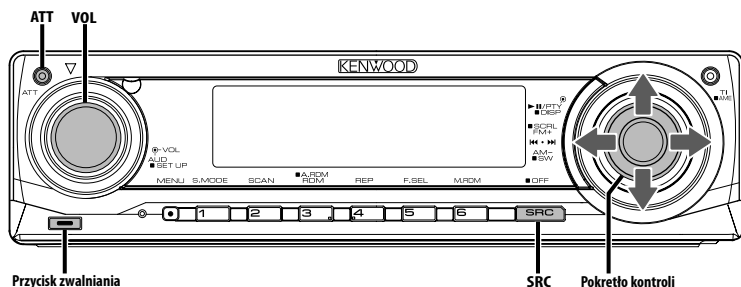 ATT VOL
KENWOOD
ATT
TI
■AME
►II/PTY
■DISP
■SCRL
FM+
I◄◄ • ►►I
AM–
■SW
-VOL
AUD
■SET UP
■A.RDM
MENU S.MODE SCAN RDM REP F.SEL M.RDM ■OFF
1 2 3 4 5 6 SRC
Przycisk zwalniania SRC Pokrętło kontroli